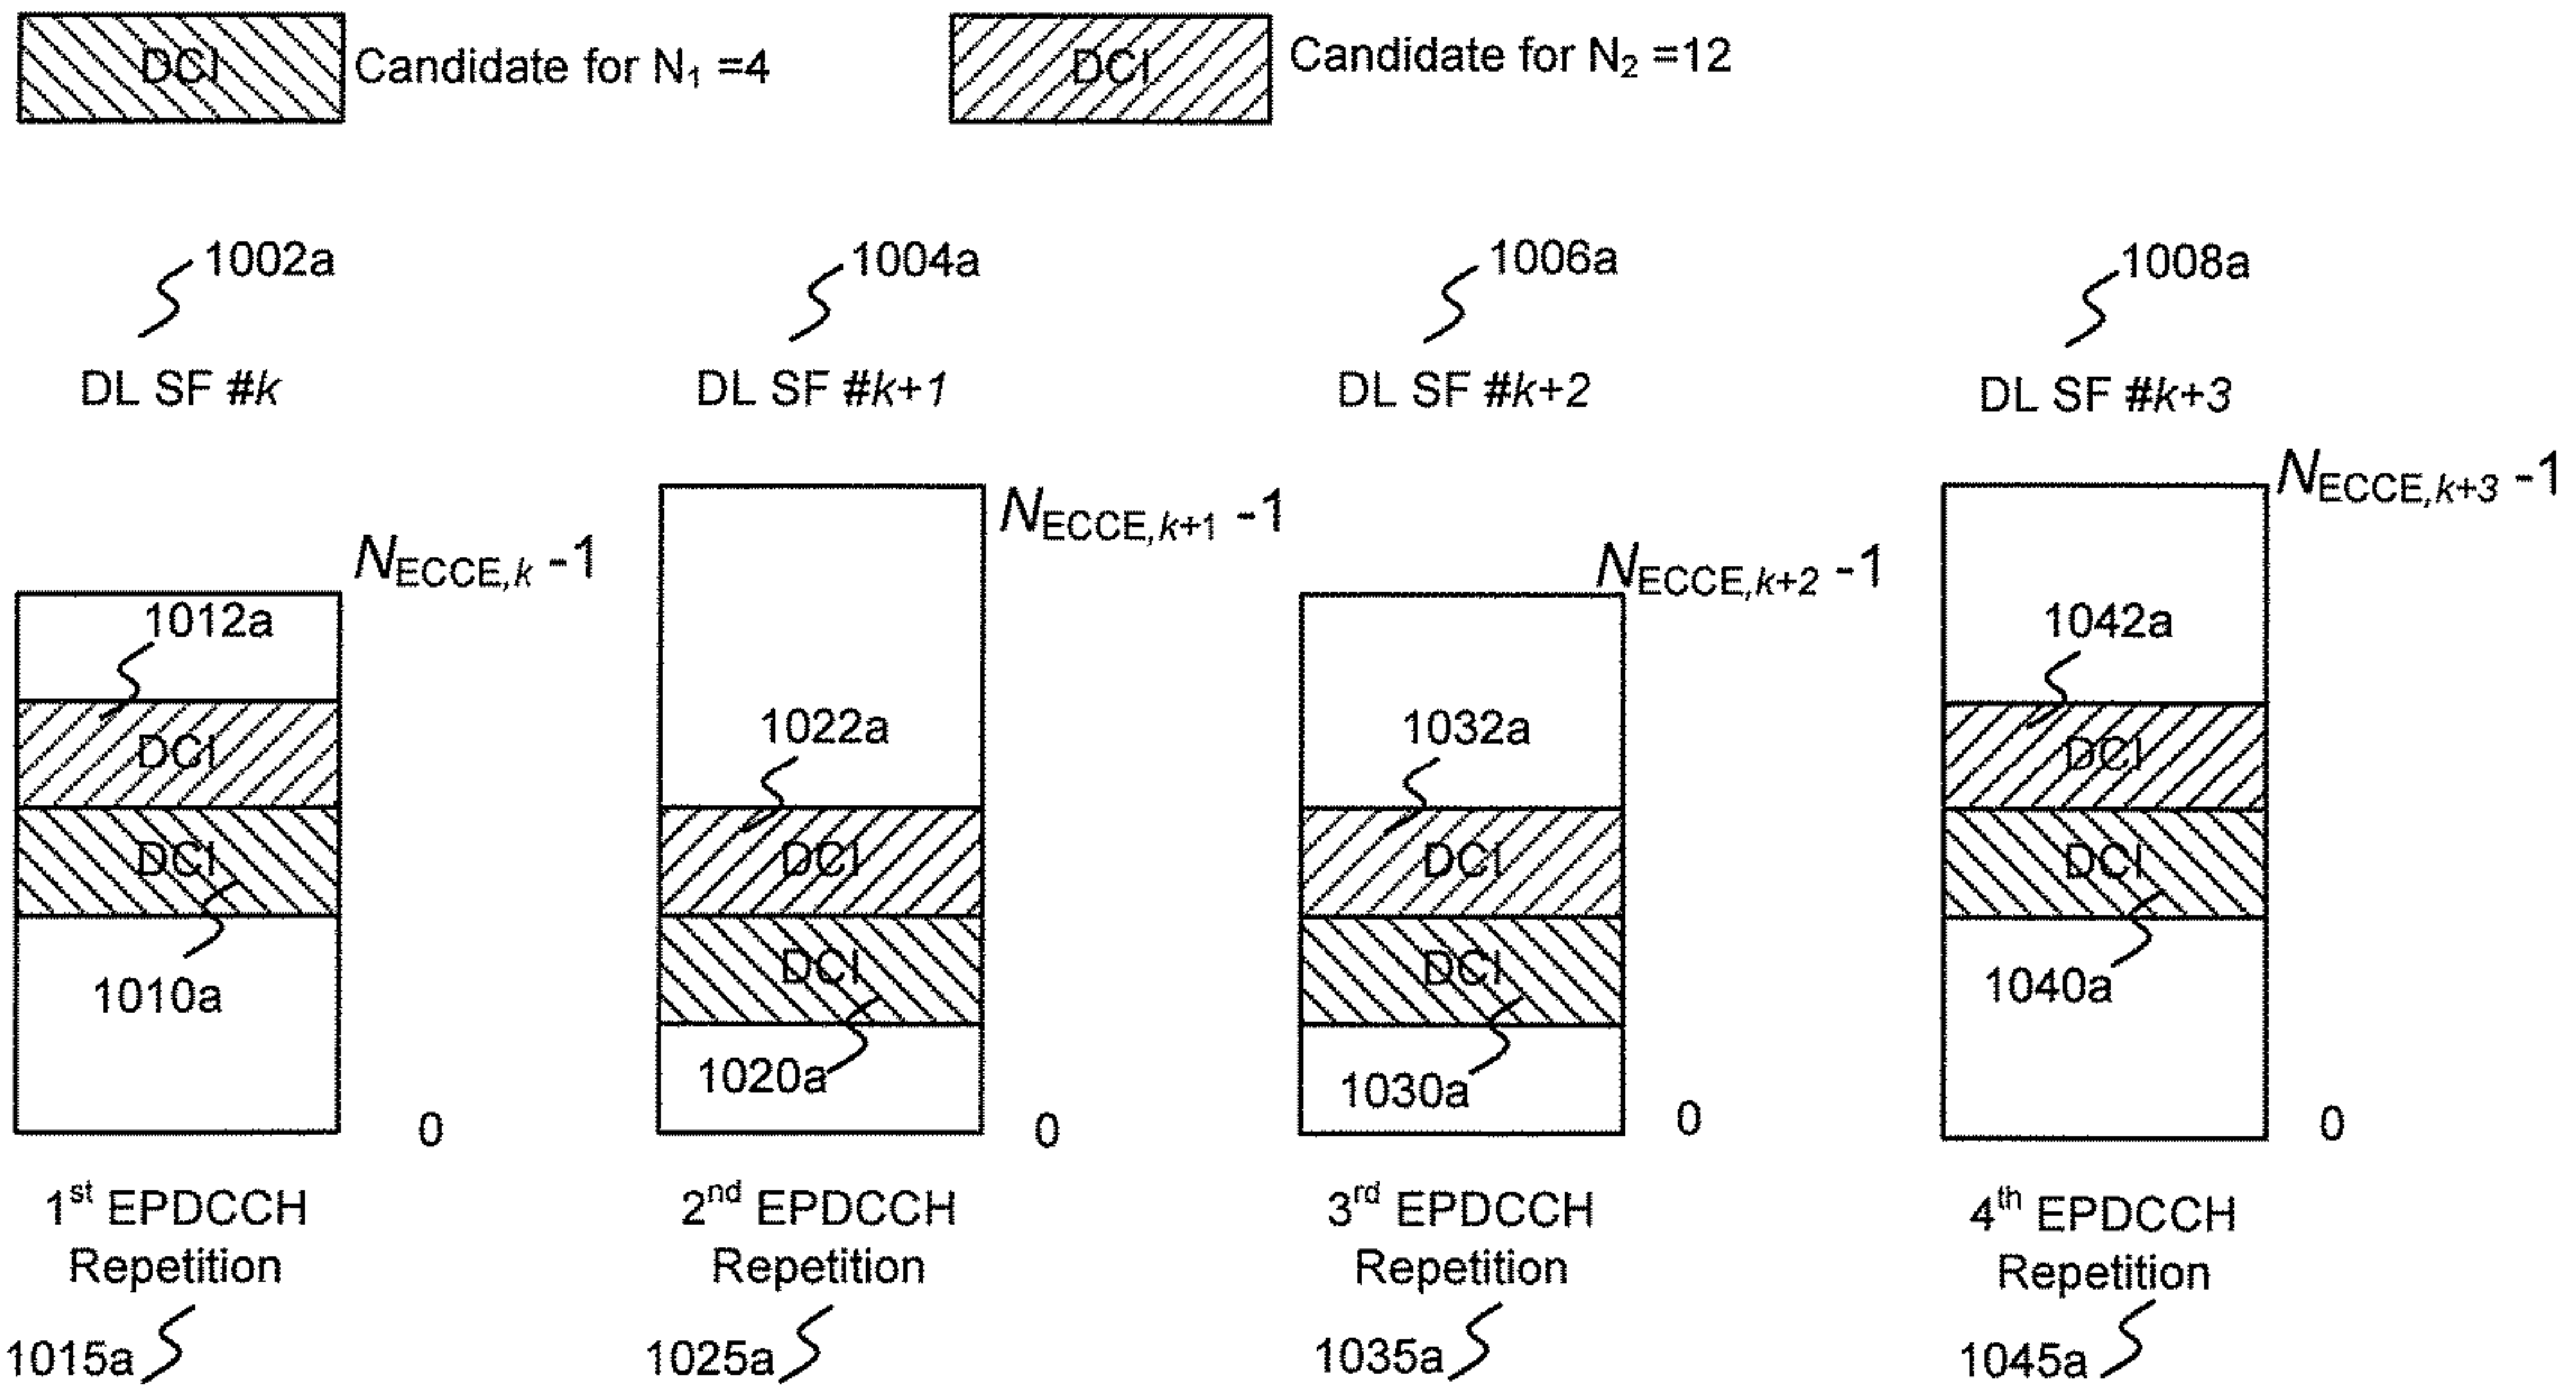 DCI Candidate for N1 =4 DCI Candidate for N2 =12
1002a 1004a 1006a 1008a
DL SF #k DL SF #k+1 DL SF #k+2 DL SF #k+3
NECCE,k -1 NECCE,k+1 -1 NECCE,k+2 -1 NECCE,k+3 -1
1012a 1022a 1032a 1042a
DCI DCI DCI DCI
DCI DCI DCI DCI
1010a 1020a 1030a 1040a
0 0 0 0
1st EPDCCH 2nd EPDCCH 3rd EPDCCH 4th EPDCCH
Repetition Repetition Repetition Repetition
1015a 1025a 1035a 1045a